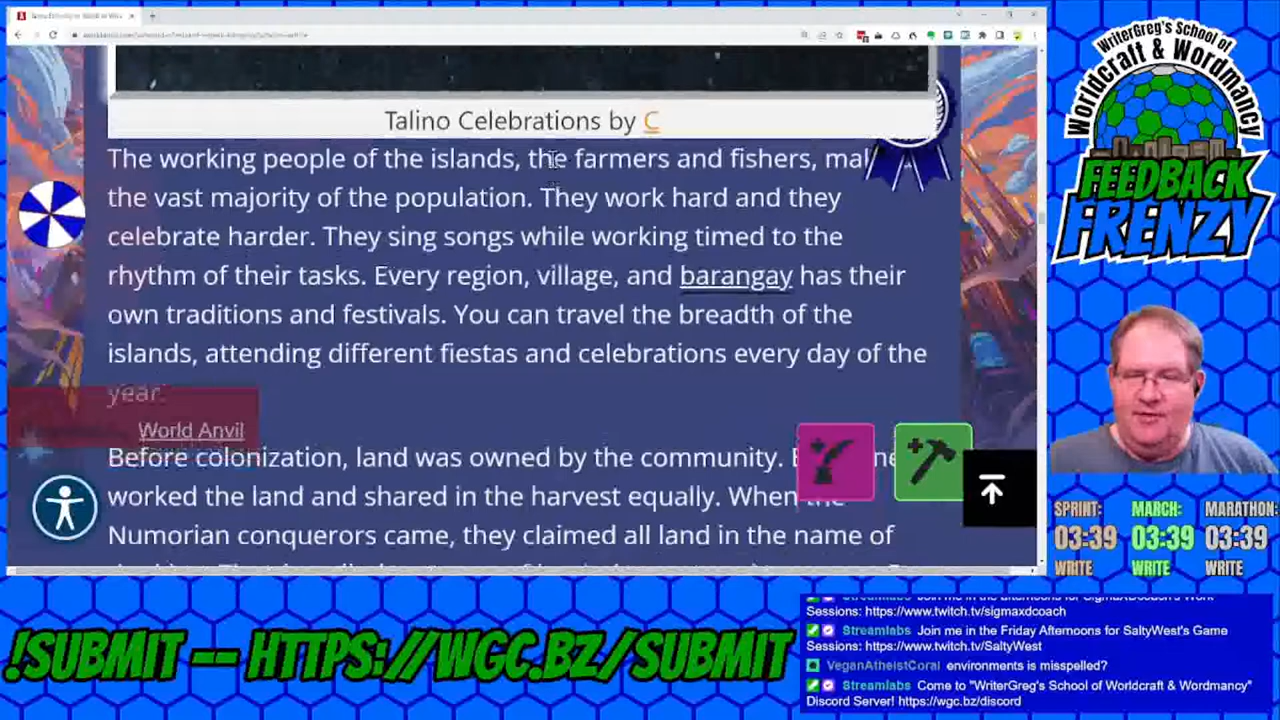 Talino Celebrations by C
The working people of the islands, the farmers and fishers,
the vast majority of the population. They work hard and they
celebrate harder. They sing songs while working timed to the
rhythm of their tasks. Every region, village, and barangay has their
own traditions and festivals. You can travel the breadth of the
islands, attending different fiestas and celebrations every day of the
year.
World Anvil
Before colonization, land was owned by the community.
worked the land and shared in the harvest equally. When the
Numorian conquerors came, they claimed all land in the name of
WriterGreg's School of
Worldcraft & Wordmancy
FEEDBACK
FRENZY
SPRINT: MARCH: MARATHON:
03:39 03:39 03:39
WRITE WRITE WRITE
!SUBMIT -- HTTPS://WGC.BZ/SUBMIT
Sessions: https://www.twitch.tv/sigmaxdcoach
Streamlabs Join me in the Friday Afternoons for SaltyWest's Game
Sessions: https://www.twitch.tv/SaltyWest
VeganAtheistCoral environments is misspelled?
Streamlabs Come to "WriterGreg's School of Worldcraft & Wordmancy"
Discord Server! https://wgc.bz/discord